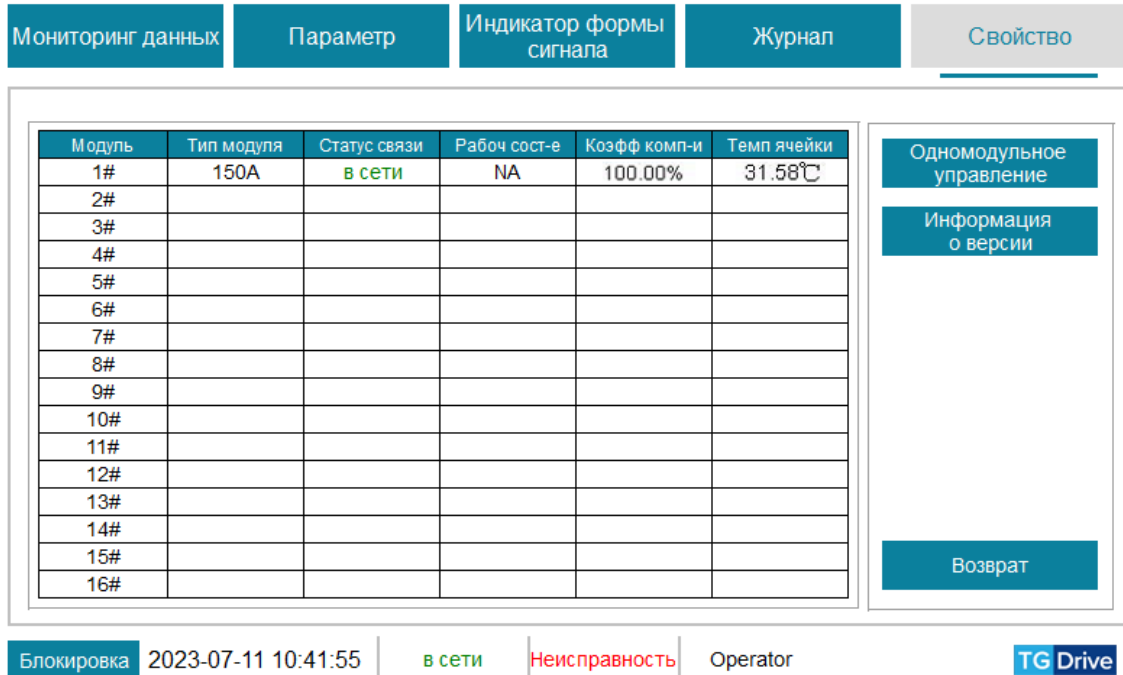 Мониторинг данных
Параметр
Индикатор формы
сигнала
Журнал
Свойство
Модуль Тип модуля Статус связи Рабоч сост-е Коэфф комп-и Темп ячейки
1# 150A в сети NA 100.00% 31.58℃
2#
3#
4#
5#
6#
7#
8#
9#
10#
11#
12#
13#
14#
15#
16#
Одномодульное
управление
Информация
о версии
Возврат
Блокировка 2023-07-11 10:41:55 в сети Неисправность Operator TG Drive